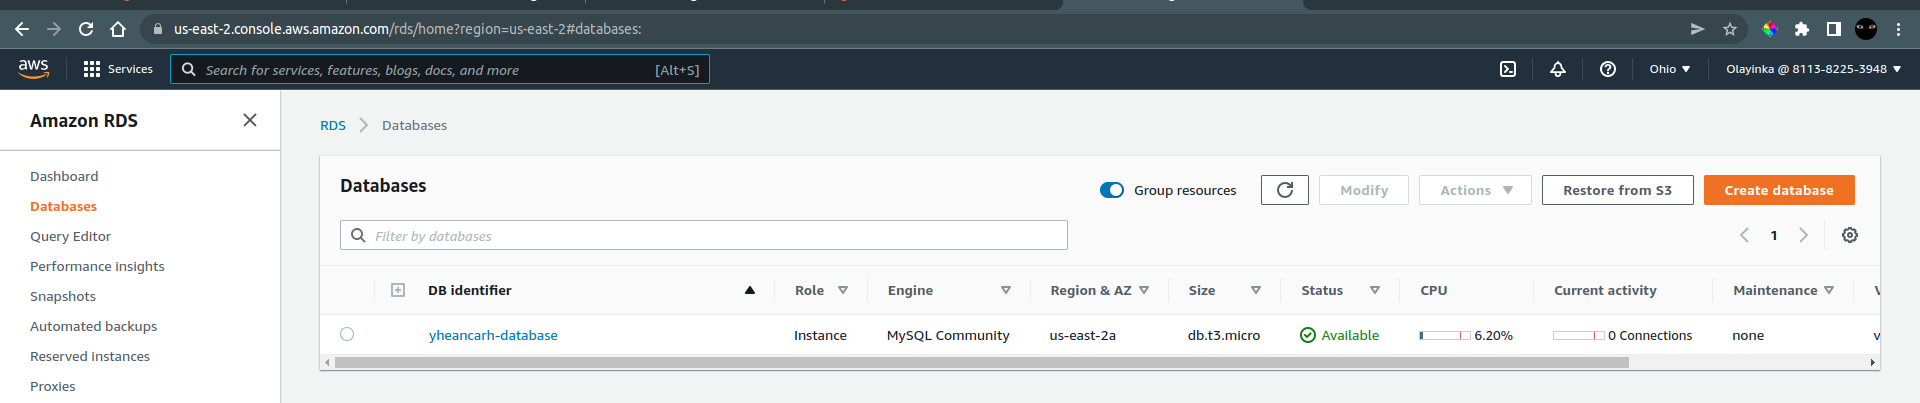 us-east-2.console.aws.amazon.com/rds/home?region=us-east-2#databases:
aws Services Search for services, features, blogs, docs, and more [Alt+S] Ohio Olayinka @ 8113-8225-3948
Amazon RDS
Dashboard
Databases
Query Editor
Performance insights
Snapshots
Automated backups
Reserved instances
Proxies
RDS Databases
Databases Group resources Modify Actions Restore from S3 Create database
Filter by databases 1
DB identifier Role Engine Region & AZ Size Status CPU Current activity Maintenance
yheancarh-database Instance MySQL Community us-east-2a db.t3.micro Available 6.20% 0 Connections none